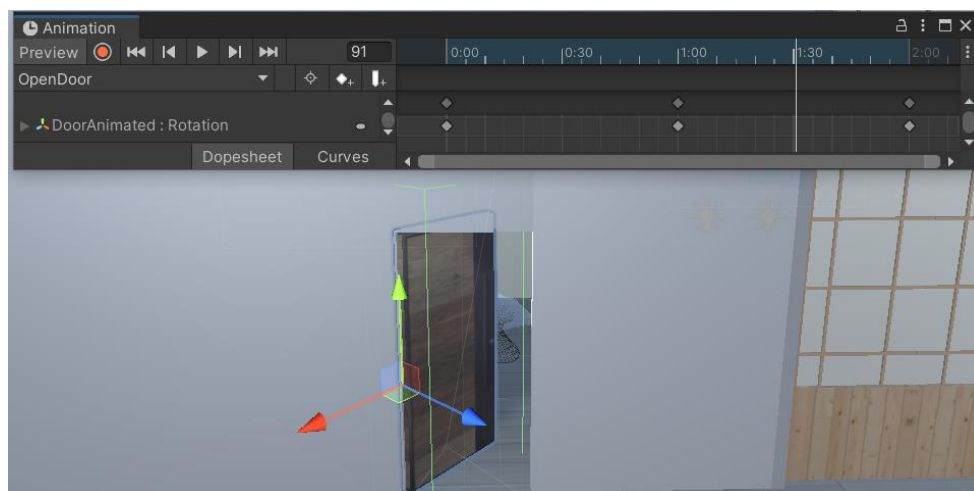 Animation
Preview 91 0:00 0:30 1:00 1:30 2:00
OpenDoor
DoorAnimated : Rotation
Dopesheet Curves